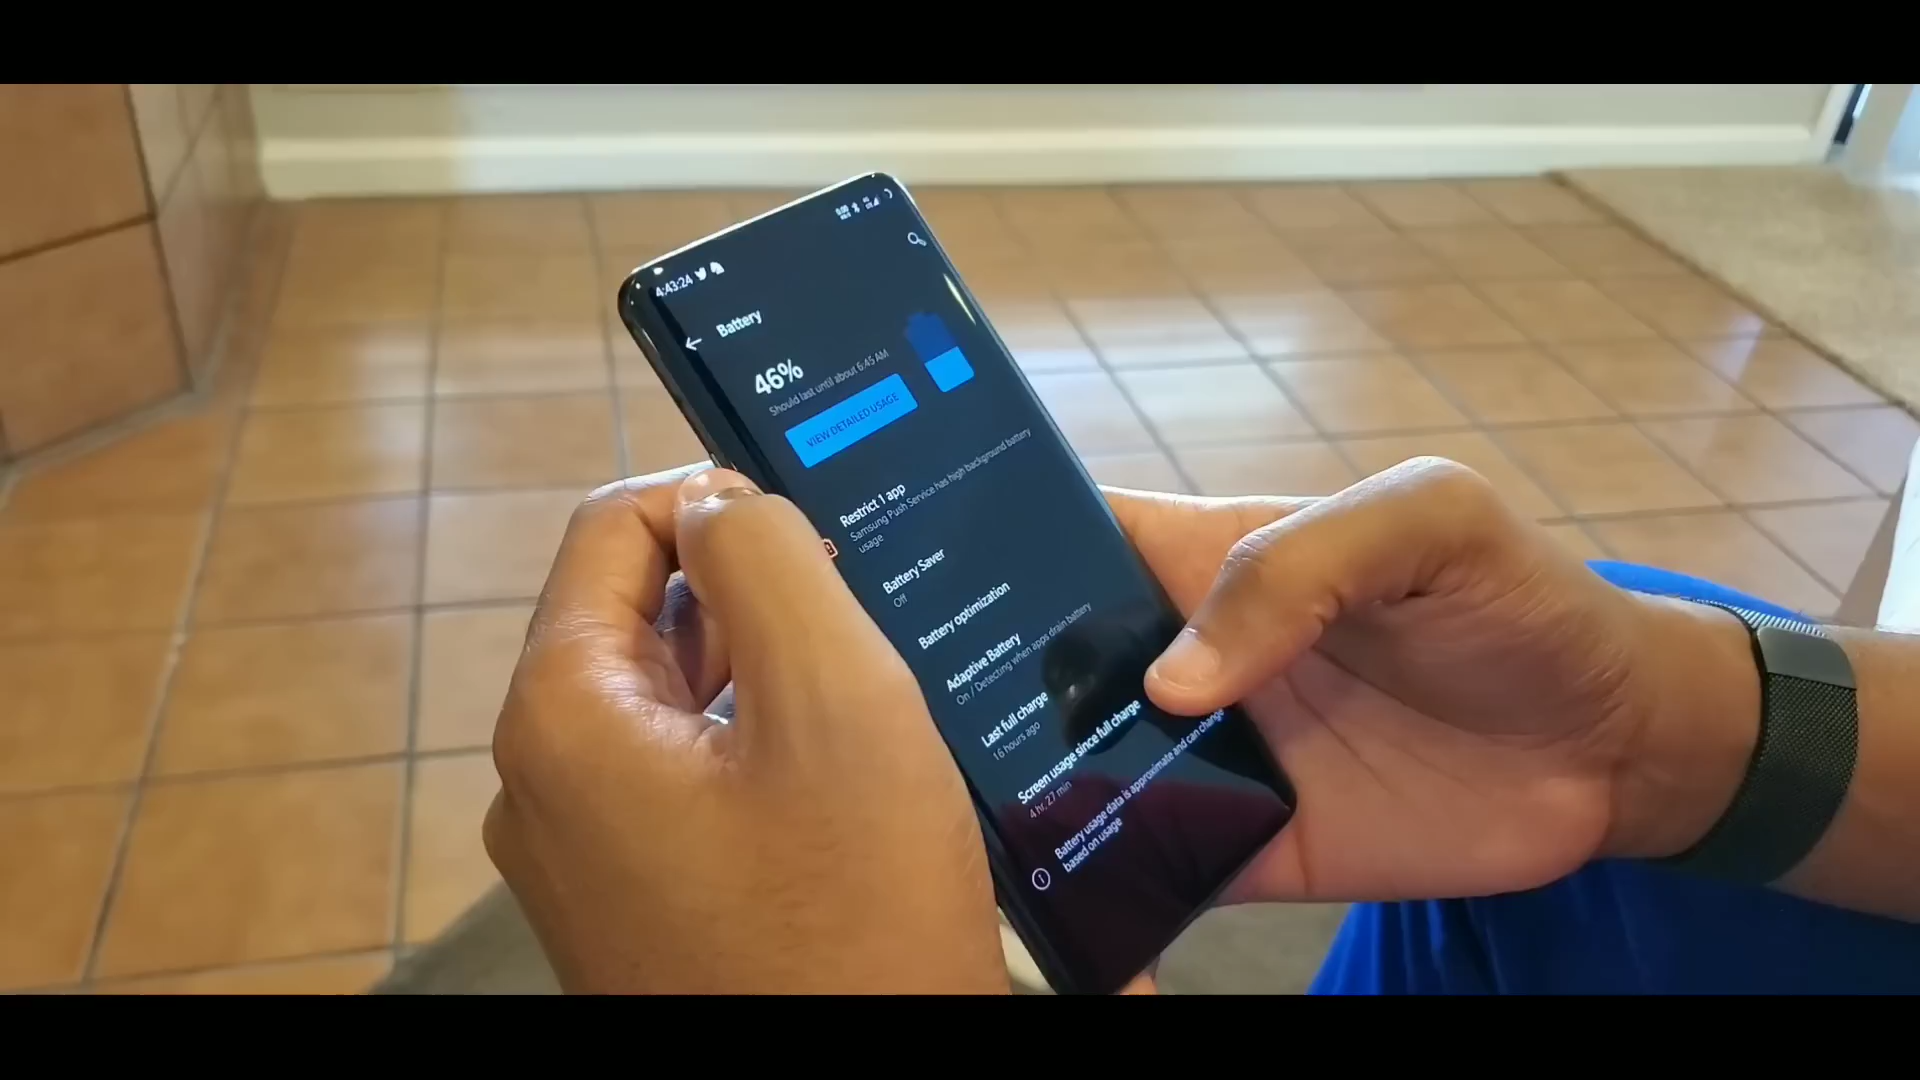 4:43:24
Battery
46%
Should last until about 6:45 AM
VIEW DETAILED USAGE
Restrict 1 app
Samsung Push Service has high background battery
usage
Battery Saver
Off
Battery optimization
Adaptive Battery
On / Detecting when apps drain battery
Last full charge
16 hours ago
Screen usage since full charge
4 hr, 27 min
Battery usage data is approximate and can change
based on usage